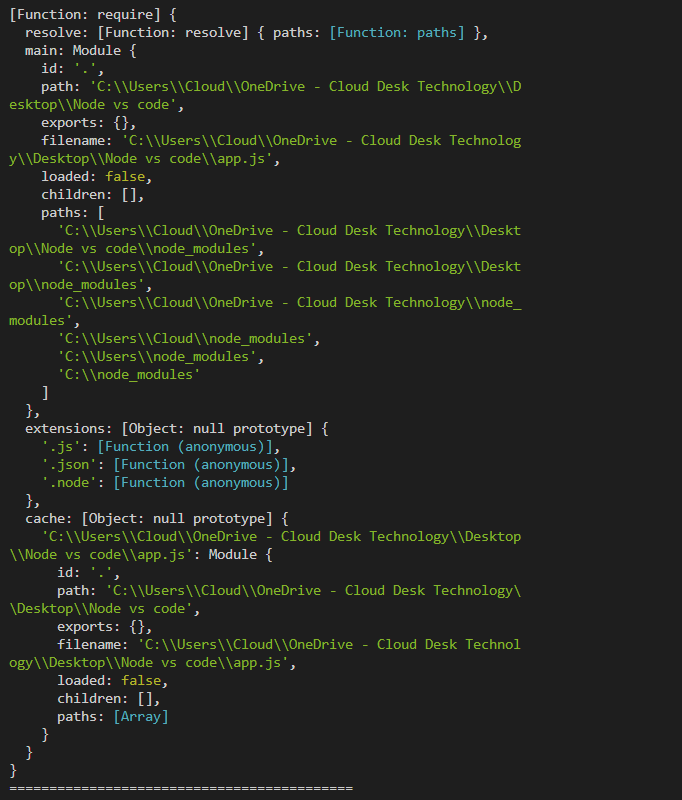 [Function: require] {
  resolve: [Function: resolve] { paths: [Function: paths] },
  main: Module {
    id: '.',
    path: 'C:\\Users\\Cloud\\OneDrive - Cloud Desk Technology\\D
esktop\\Node vs code',
    exports: {},
    filename: 'C:\\Users\\Cloud\\OneDrive - Cloud Desk Technolog
y\\Desktop\\Node vs code\\app.js',
    loaded: false,
    children: [],
    paths: [
      'C:\\Users\\Cloud\\OneDrive - Cloud Desk Technology\\Deskt
op\\Node vs code\\node_modules',
      'C:\\Users\\Cloud\\OneDrive - Cloud Desk Technology\\Deskt
op\\node_modules',
      'C:\\Users\\Cloud\\OneDrive - Cloud Desk Technology\\node_
modules',
      'C:\\Users\\Cloud\\node_modules',
      'C:\\Users\\node_modules',
      'C:\\node_modules'
    ]
  },
  extensions: [Object: null prototype] {
    '.js': [Function (anonymous)],
    '.json': [Function (anonymous)],
    '.node': [Function (anonymous)]
  },
  cache: [Object: null prototype] {
    'C:\\Users\\Cloud\\OneDrive - Cloud Desk Technology\\Desktop
\\Node vs code\\app.js': Module {
      id: '.',
      path: 'C:\\Users\\Cloud\\OneDrive - Cloud Desk Technology\
\Desktop\\Node vs code',
      exports: {},
      filename: 'C:\\Users\\Cloud\\OneDrive - Cloud Desk Technol
ogy\\Desktop\\Node vs code\\app.js',
      loaded: false,
      children: [],
      paths: [Array]
    }
  }
}
===========================================